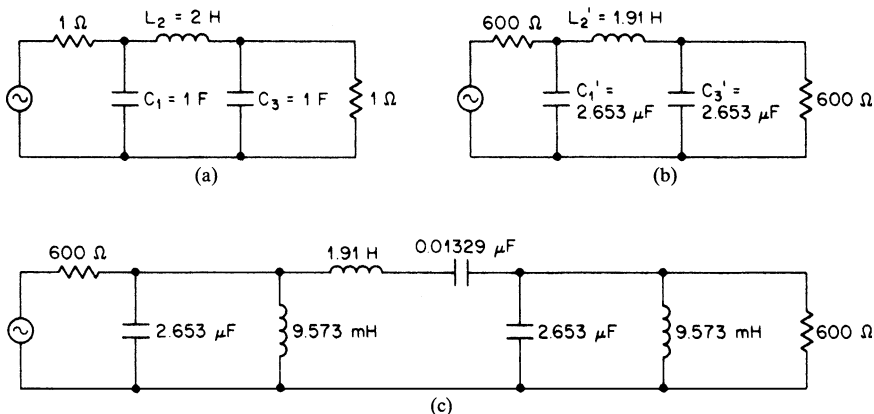 1 Ω
L₂ = 2 H
C₁ = 1 F
C₃ = 1 F
1 Ω
(a)
600 Ω
L₂' = 1.91 H
C₁' =
2.653 μF
C₃' =
2.653 μF
600 Ω
(b)
600 Ω
1.91 H
0.01329 μF
2.653 μF
9.573 mH
2.653 μF
9.573 mH
600 Ω
(c)